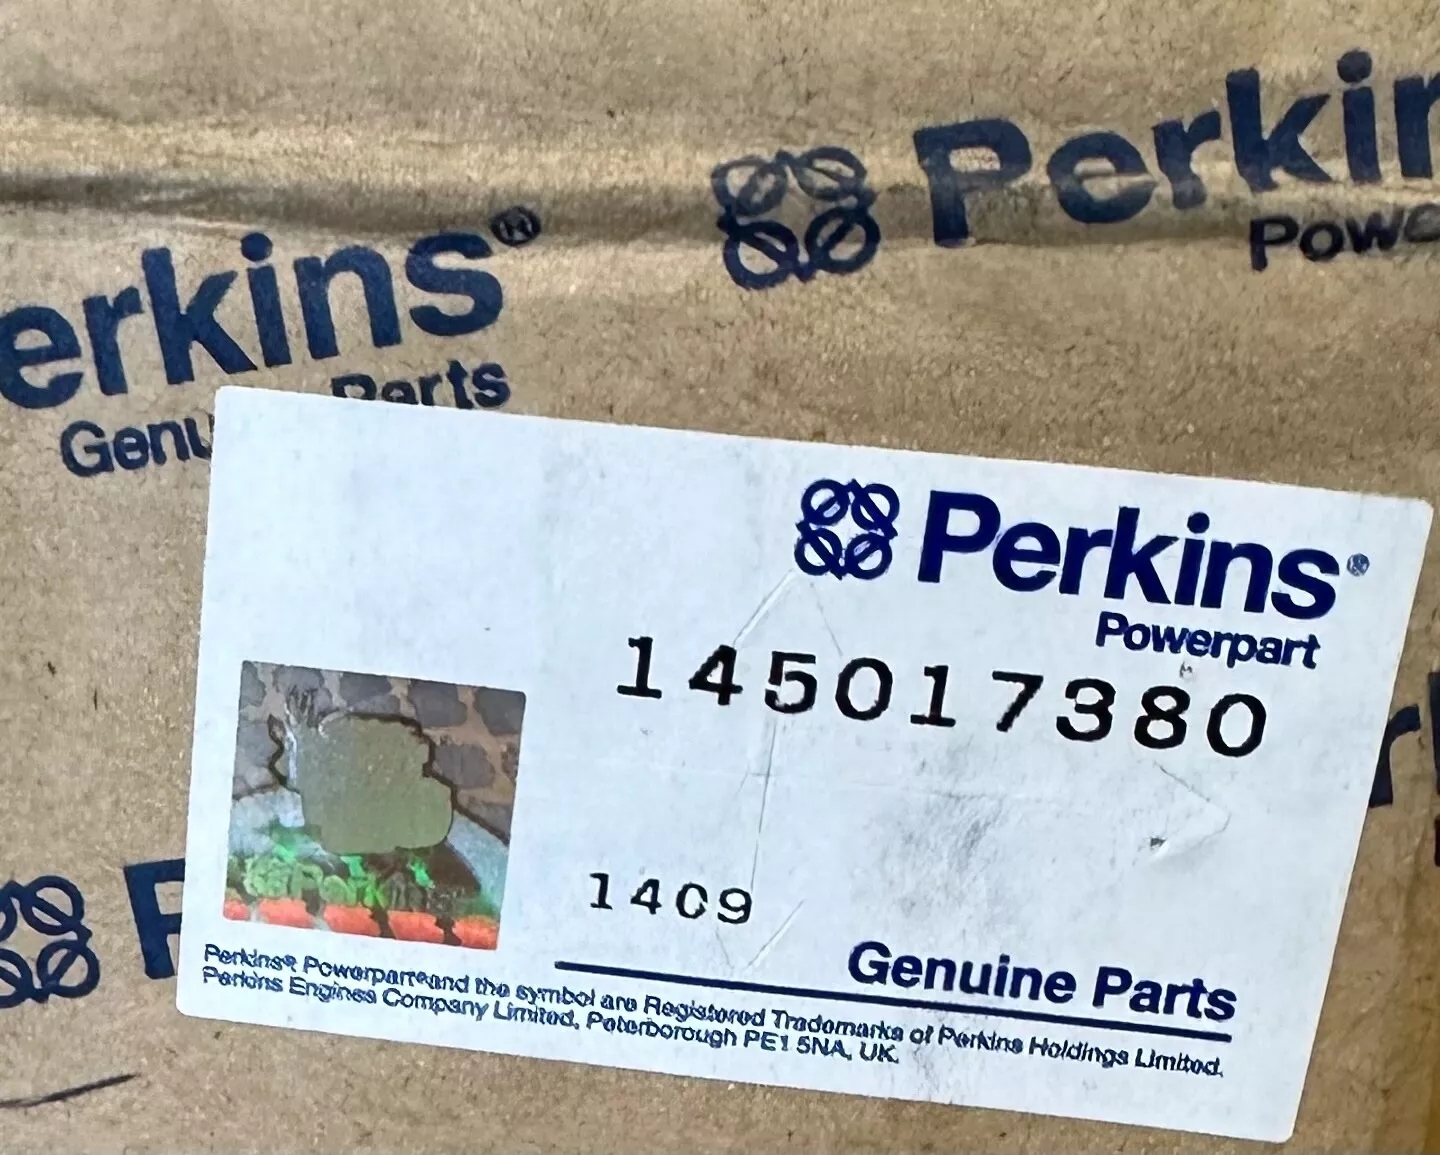 Perkin
Powe
erkins®
Genu Parts
Perkins®
Powerpart
145017380
1409
Perkins
Genuine Parts
Perkins® Powerpart® and the symbol are Registered Trademarks of Perkins Holdings Limited.
Perkins Engines Company Limited, Peterborough PE1 5NA, UK.